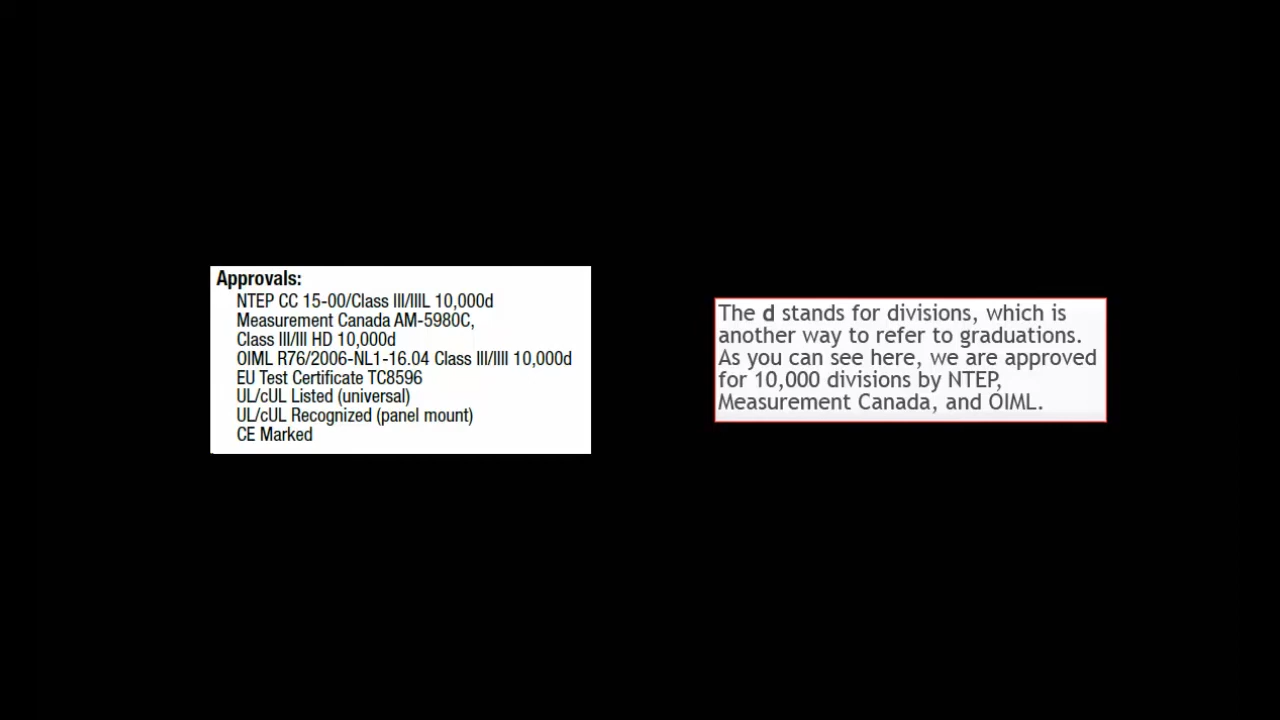 Approvals:
NTEP CC 15-00/Class III/IIIL 10,000d
Measurement Canada AM-5980C,
Class III/III HD 10,000d
OIML R76/2006-NL1-16.04 Class III/IIII 10,000d
EU Test Certificate TC8596
UL/cUL Listed (universal)
UL/cUL Recognized (panel mount)
CE Marked
The d stands for divisions, which is
another way to refer to graduations.
As you can see here, we are approved
for 10,000 divisions by NTEP,
Measurement Canada, and OIML.